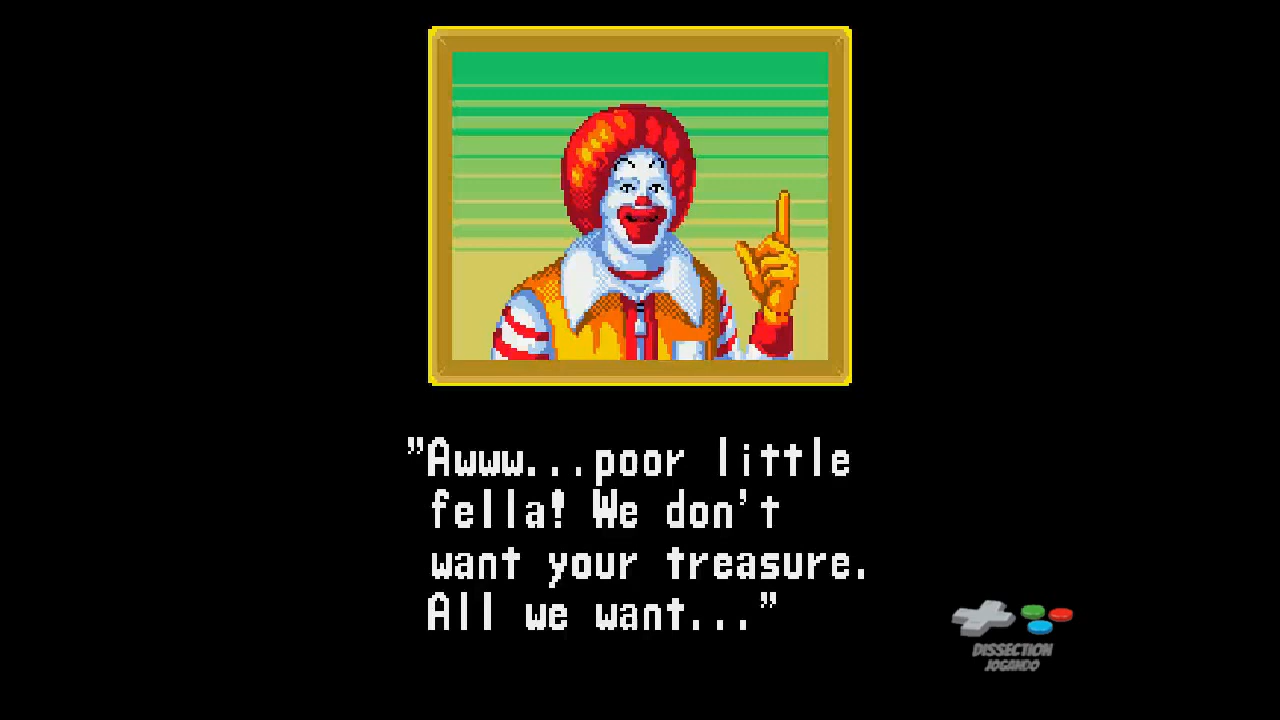 "Awww...poor little
fella! We don't
want your treasure.
All we want..."
DISSECTION
JOGANDO